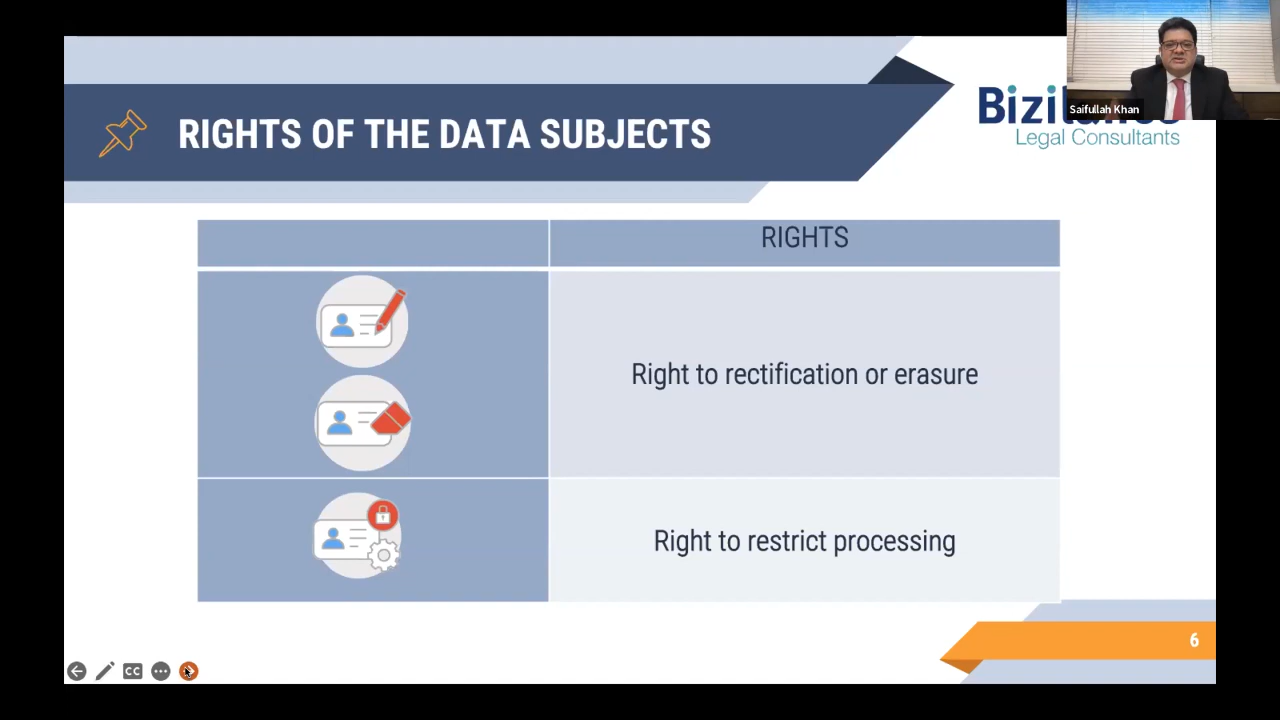 RIGHTS OF THE DATA SUBJECTS
Saifullah Khan
Legal Consultants
RIGHTS
Right to rectification or erasure
Right to restrict processing
6
CC